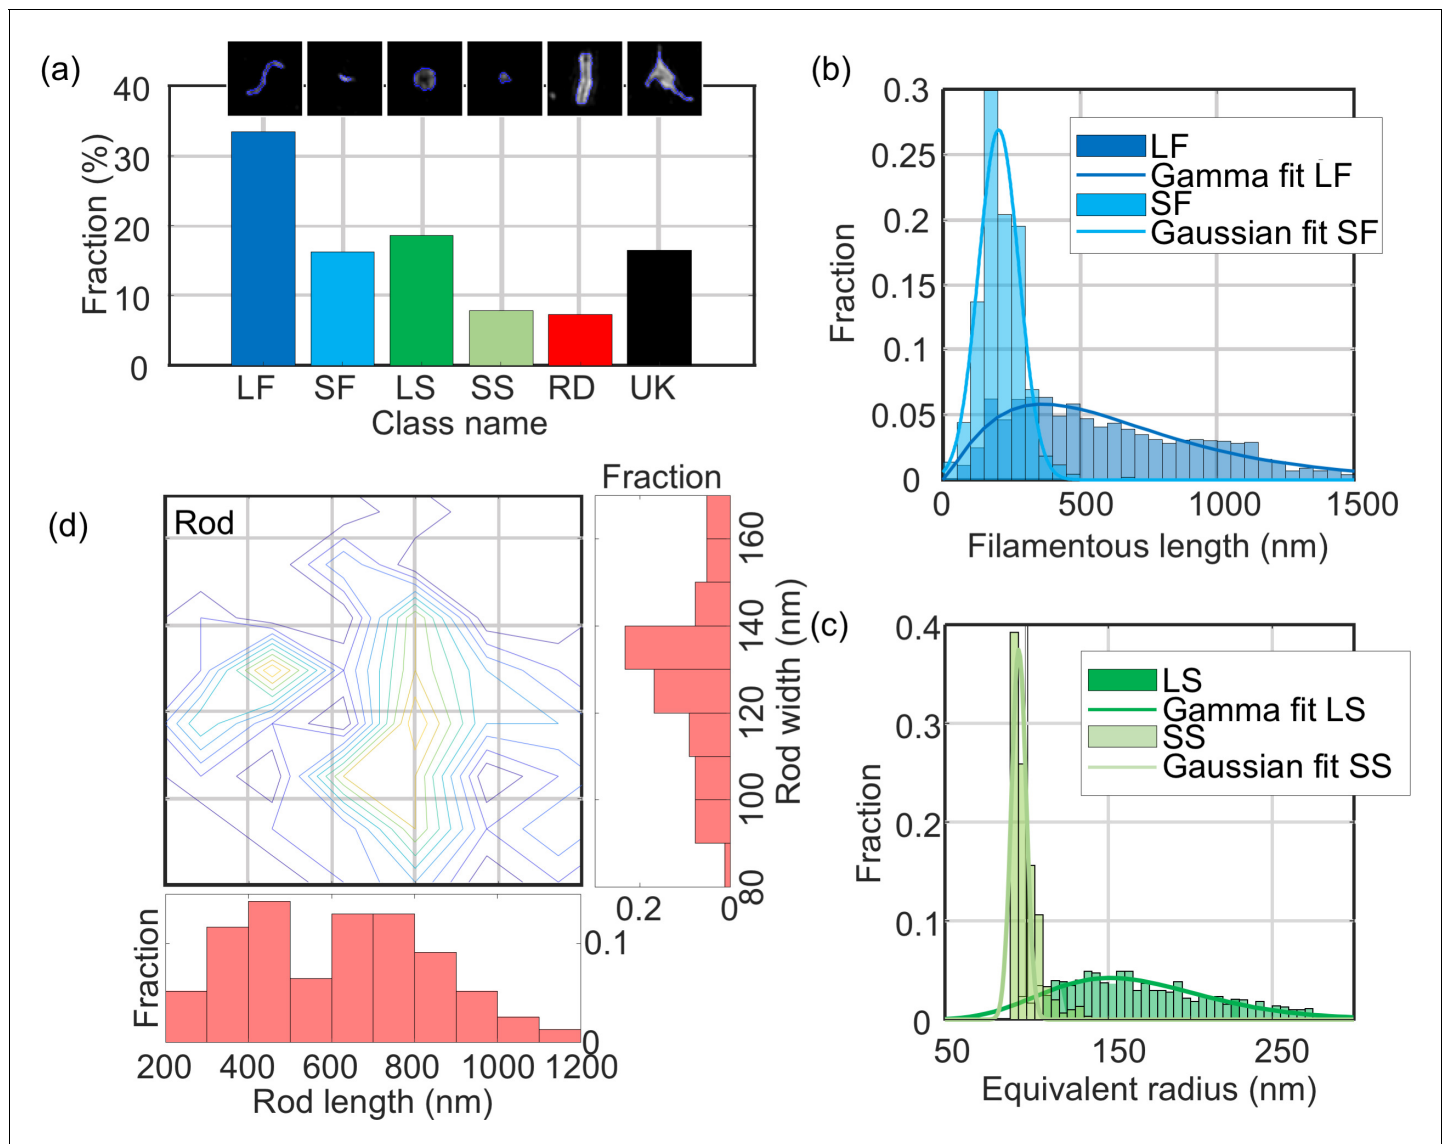 (a)
40
30
20
10
0
Fraction (%)
LF SF LS SS RD UK
Class name
(b)
0.3
0.25
0.2
0.15
0.1
0.05
0
Fraction
LF
Gamma fit LF
SF
Gaussian fit SF
0 500 1000 1500
Filamentous length (nm)
(d)
Rod
Fraction
160
140
120
100
80
Rod width (nm)
0.2 0
Fraction
0.1
0
200 400 600 800 1000 1200
Rod length (nm)
(c)
0.4
0.3
0.2
0.1
0
Fraction
LS
Gamma fit LS
SS
Gaussian fit SS
50 150 250
Equivalent radius (nm)